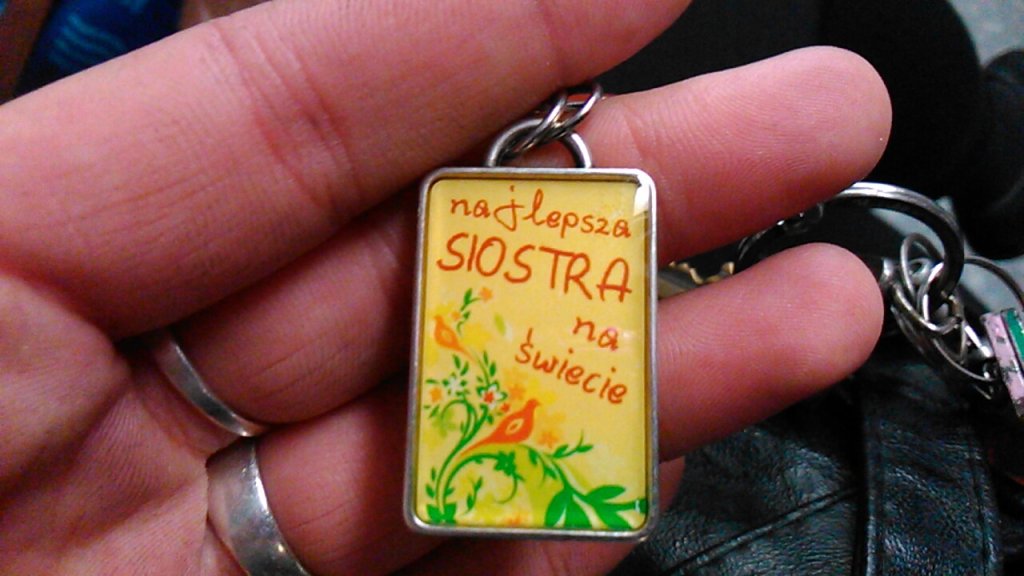 najlepsza
SIOSTRA
na
świecie